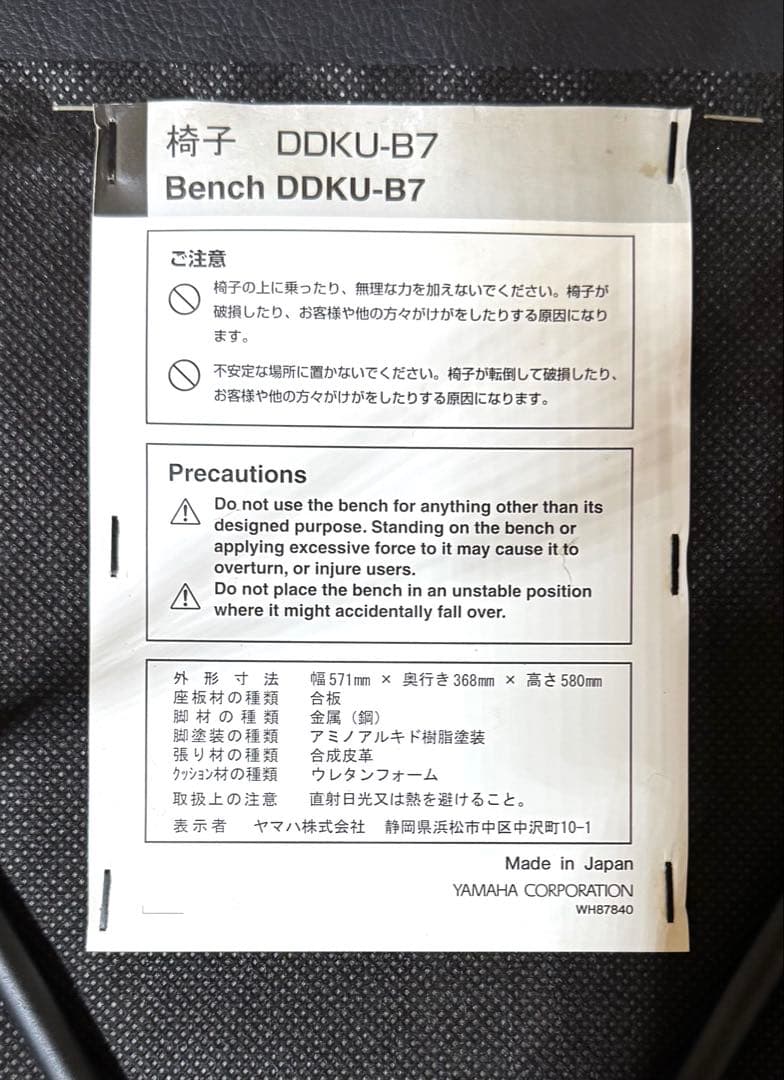 椅子 DDKU-B7
Bench DDKU-B7
ご注意
椅子の上に乗ったり、無理な力を加えないでください。椅子が
破損したり、お客様や他の方々がけがをしたりする原因になり
ます。
不安定な場所に置かないでください。椅子が転倒して破損したり、
お客様や他の方々がけがをしたりする原因になります。
Precautions
Do not use the bench for anything other than its
designed purpose. Standing on the bench or
applying excessive force to it may cause it to
overturn, or injure users.
Do not place the bench in an unstable position
where it might accidentally fall over.
外形寸法 幅571mm × 奥行き368mm × 高さ580mm
座板材の種類 合板
脚材の種類 金属（鋼）
脚塗装の種類 アミノアルキド樹脂塗装
張り材の種類 合成皮革
ｸｯｼｮﾝ材の種類 ウレタンフォーム
取扱上の注意 直射日光又は熱を避けること。
表示者 ヤマハ株式会社 静岡県浜松市中区中沢町10-1
Made in Japan
YAMAHA CORPORATION
WH87840